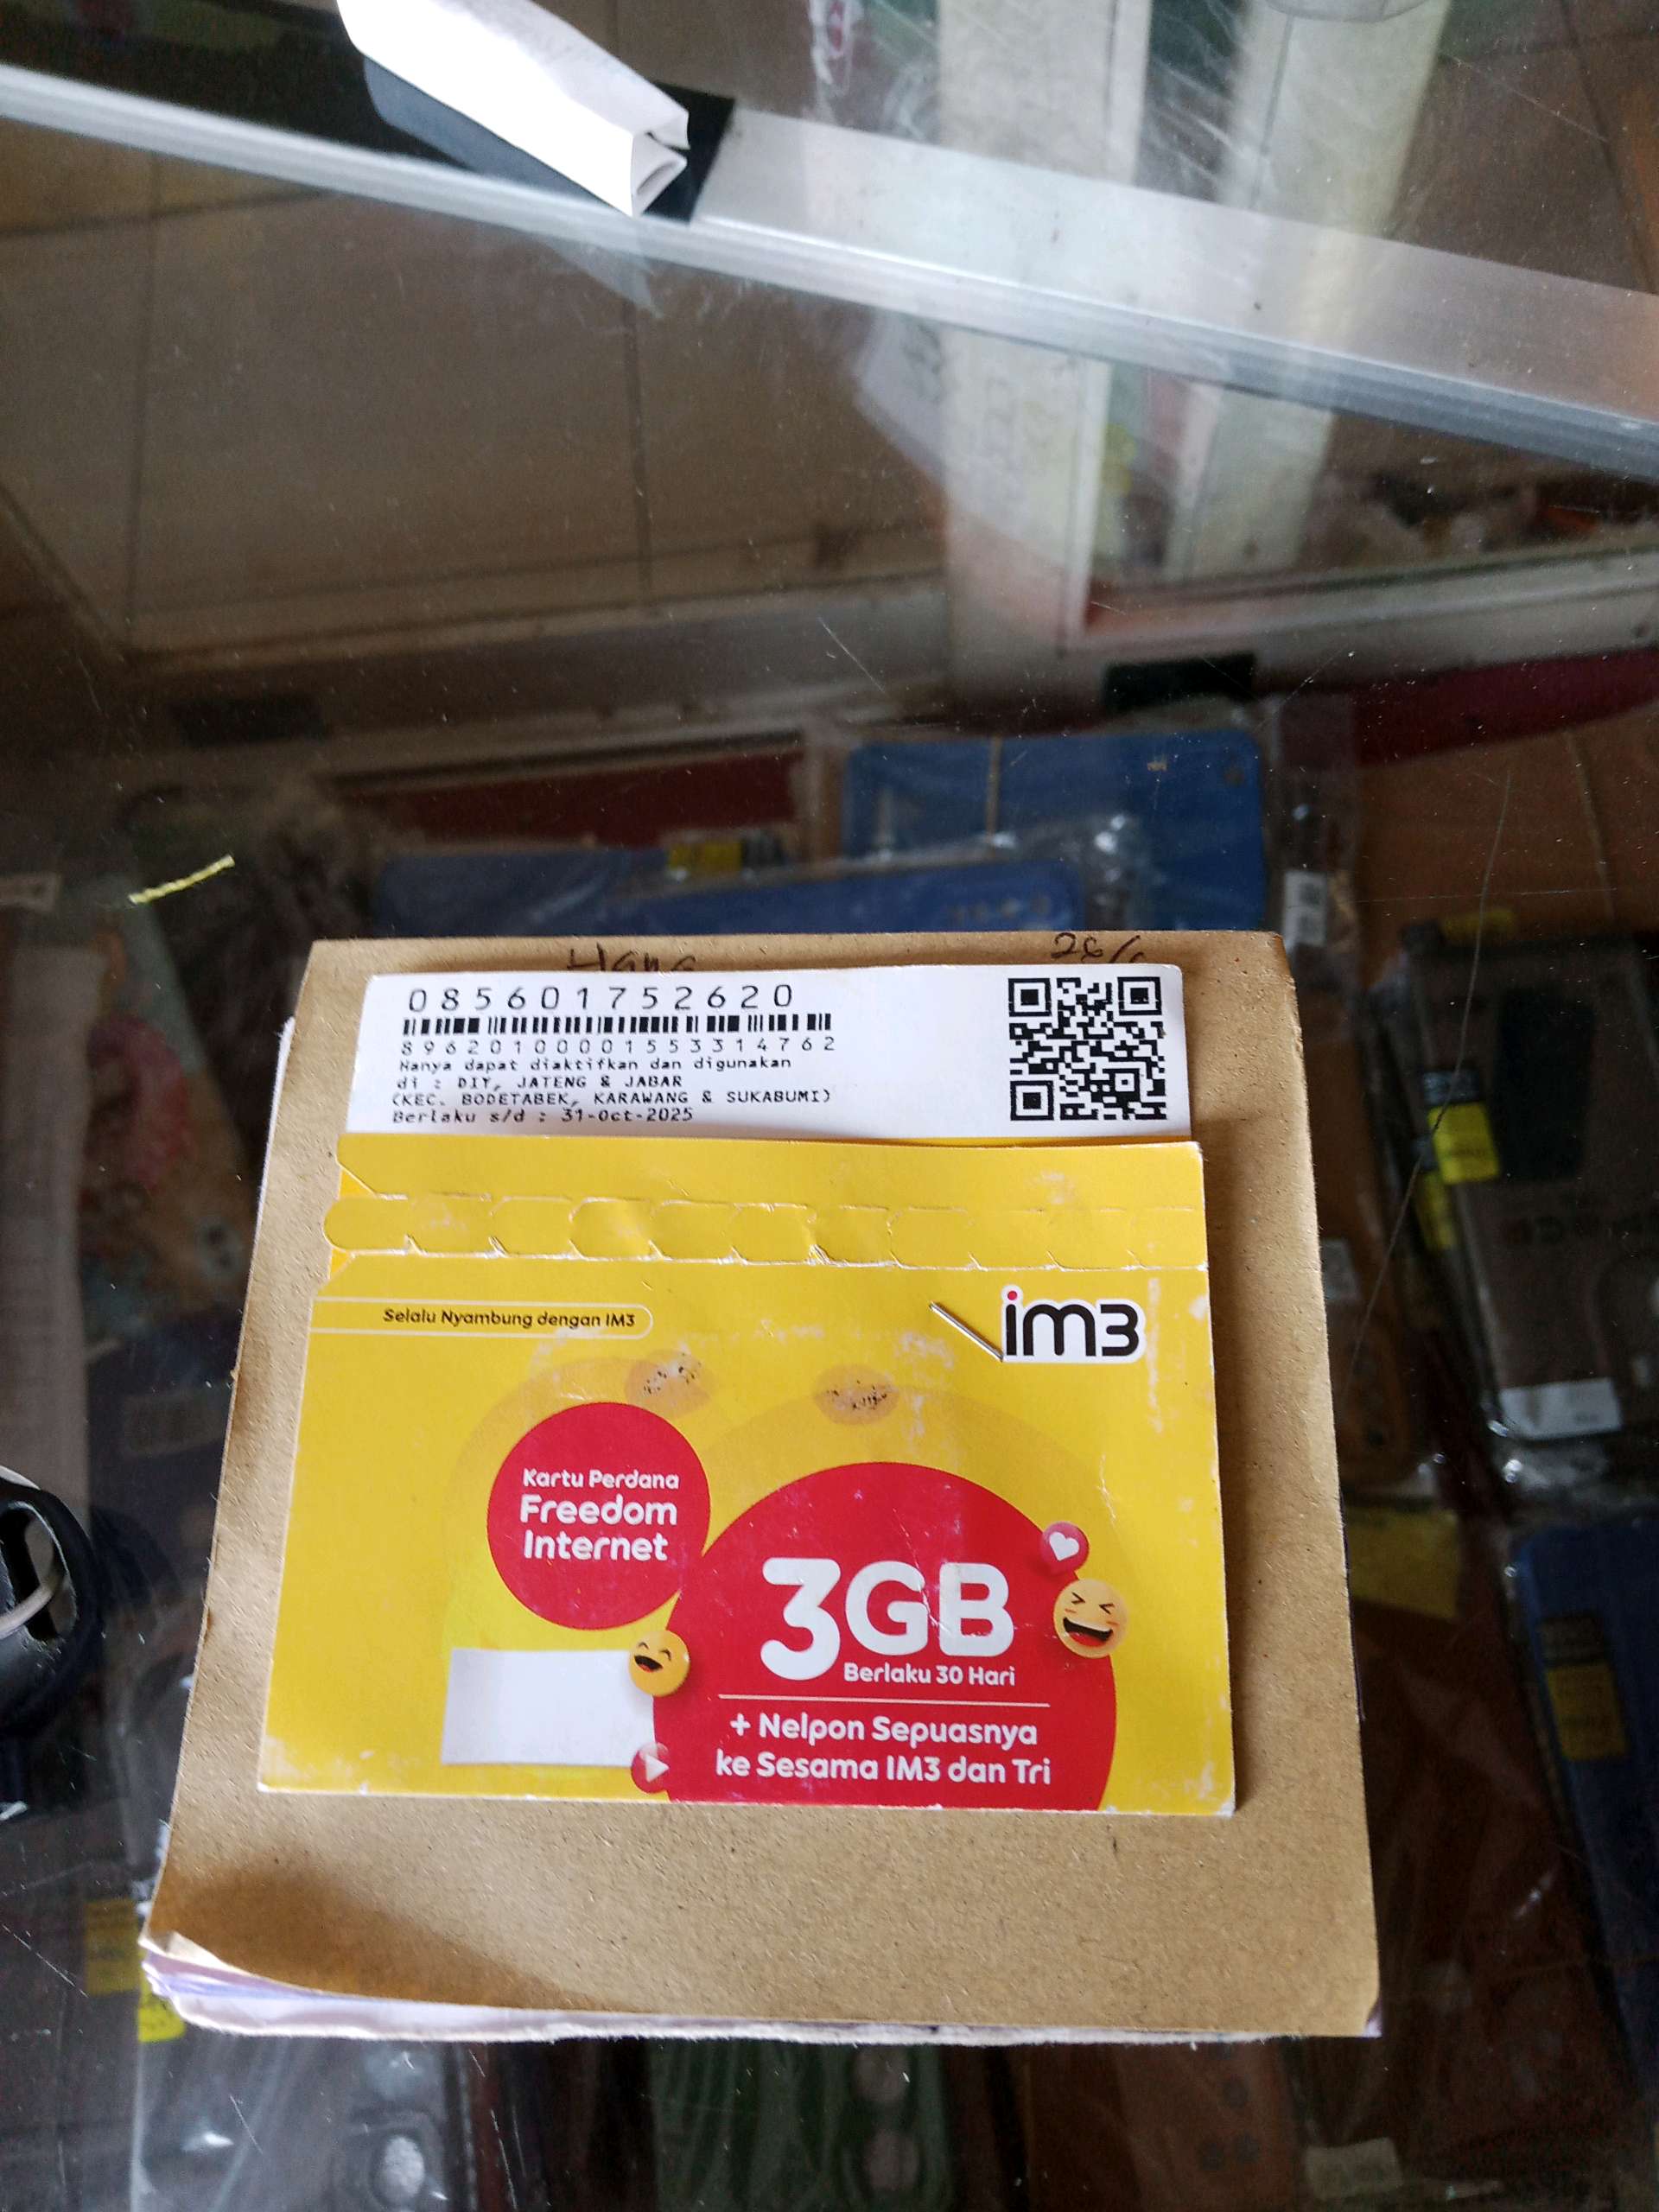 085601752620
89620100001553314762
Hanya dapat diaktifkan dan digunakan
di : DIY, JATENG & JABAR
(KEC. BODETABEK, KARAWANG & SUKABUMI)
Berlaku s/d : 31-Oct-2025
Selalu Nyambung dengan IM3
im3
Kartu Perdana
Freedom
Internet
3GB
Berlaku 30 Hari
+ Nelpon Sepuasnya
ke Sesama IM3 dan Tri